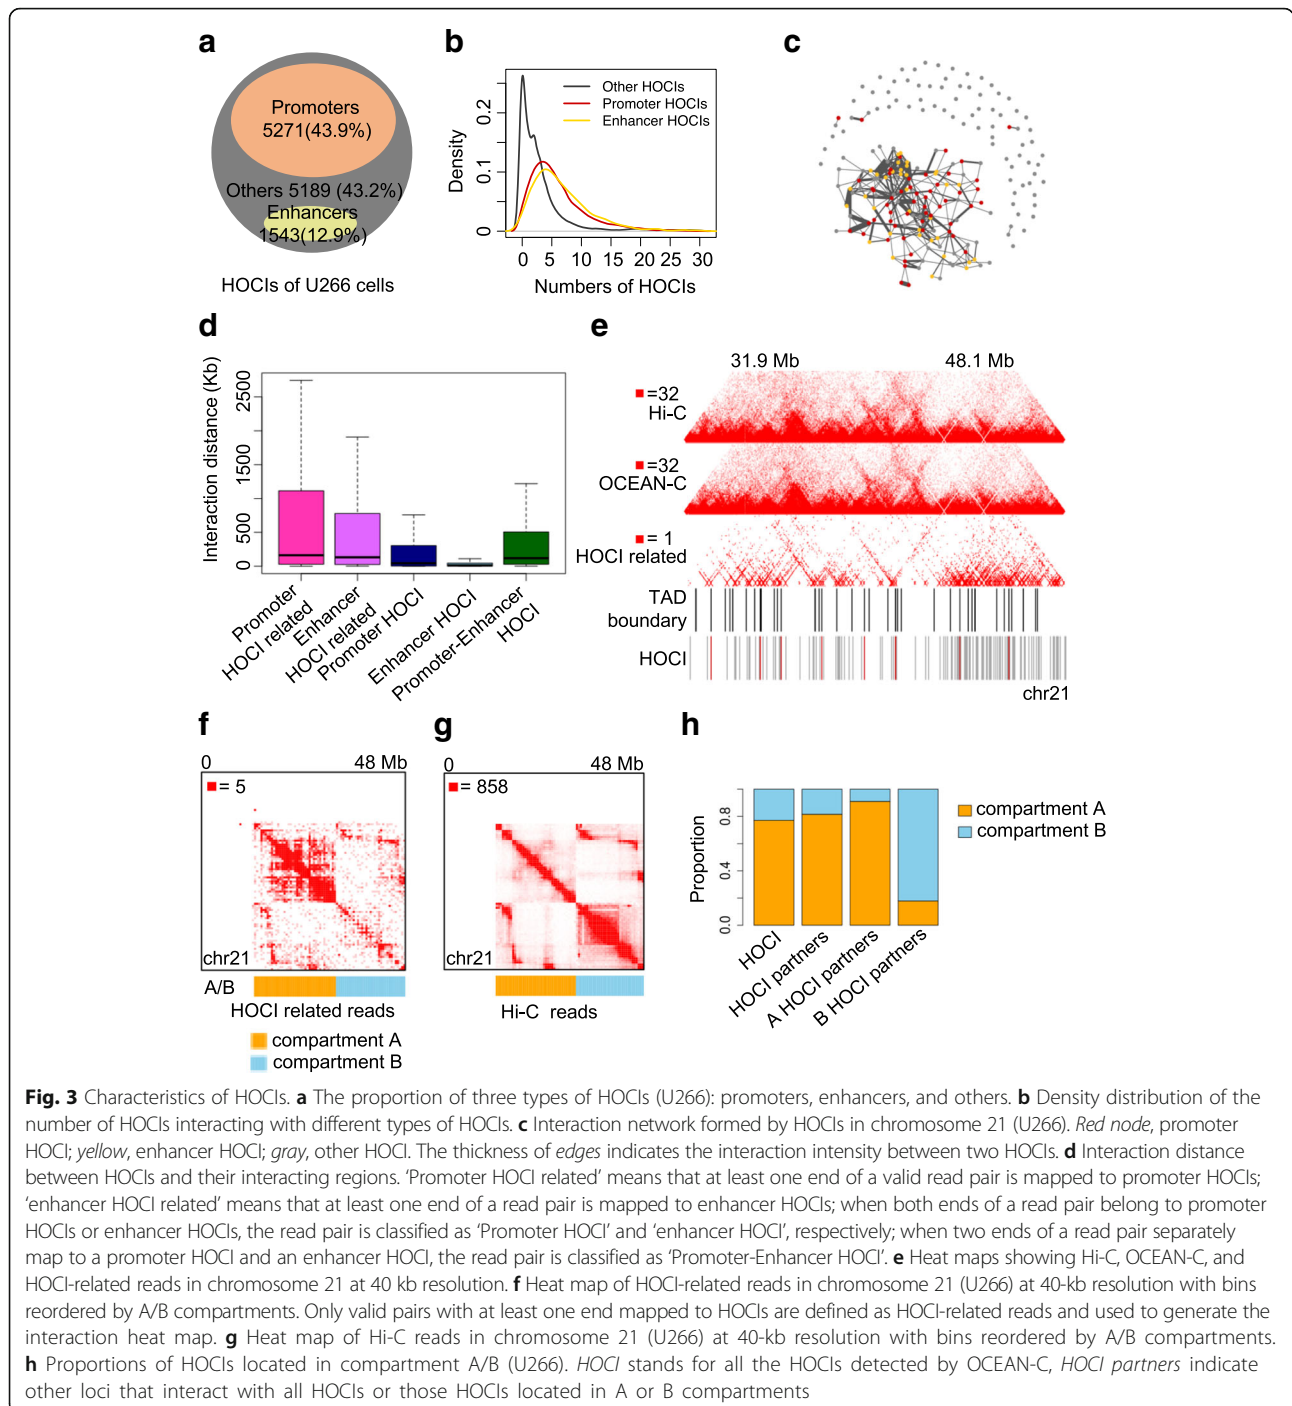 a
Promoters
5271(43.9%)
Others 5189 (43.2%)
Enhancers
1543(12.9%)
HOCIs of U266 cells
b
Other HOCIs
Promoter HOCIs
Enhancer HOCIs
Density
0 0.1 0.2
0 5 10 15 20 25 30
Numbers of HOCIs
c
d
Interaction distance (Kb)
0 500 1500 2500
Promoter
HOCI related
Enhancer
HOCI related
Promoter HOCI
Enhancer HOCI
Promoter-Enhancer
HOCI
e
31.9 Mb 48.1 Mb
=32
Hi-C
=32
OCEAN-C
= 1
HOCI related
TAD
boundary
HOCI
chr21
f
0 48 Mb
= 5
chr21
A/B
HOCI related reads
compartment A
compartment B
g
0 48 Mb
= 858
chr21
Hi-C reads
h
Proportion
0.0 0.4 0.8
HOCI
HOCI partners
A HOCI partners
B HOCI partners
compartment A
compartment B
Fig. 3 Characteristics of HOCIs. a The proportion of three types of HOCIs (U266): promoters, enhancers, and others. b Density distribution of the
number of HOCIs interacting with different types of HOCIs. c Interaction network formed by HOCIs in chromosome 21 (U266). Red node, promoter
HOCI; yellow, enhancer HOCI; gray, other HOCI. The thickness of edges indicates the interaction intensity between two HOCIs. d Interaction distance
between HOCIs and their interacting regions. ‘Promoter HOCI related’ means that at least one end of a valid read pair is mapped to promoter HOCIs;
‘enhancer HOCI related’ means that at least one end of a read pair is mapped to enhancer HOCIs; when both ends of a read pair belong to promoter
HOCIs or enhancer HOCIs, the read pair is classified as ‘Promoter HOCI’ and ‘enhancer HOCI’, respectively; when two ends of a read pair separately
map to a promoter HOCI and an enhancer HOCI, the read pair is classified as ‘Promoter-Enhancer HOCI’. e Heat maps showing Hi-C, OCEAN-C, and
HOCI-related reads in chromosome 21 at 40 kb resolution. f Heat map of HOCI-related reads in chromosome 21 (U266) at 40-kb resolution with bins
reordered by A/B compartments. Only valid pairs with at least one end mapped to HOCIs are defined as HOCI-related reads and used to generate the
interaction heat map. g Heat map of Hi-C reads in chromosome 21 (U266) at 40-kb resolution with bins reordered by A/B compartments.
h Proportions of HOCIs located in compartment A/B (U266). HOCI stands for all the HOCIs detected by OCEAN-C, HOCI partners indicate
other loci that interact with all HOCIs or those HOCIs located in A or B compartments